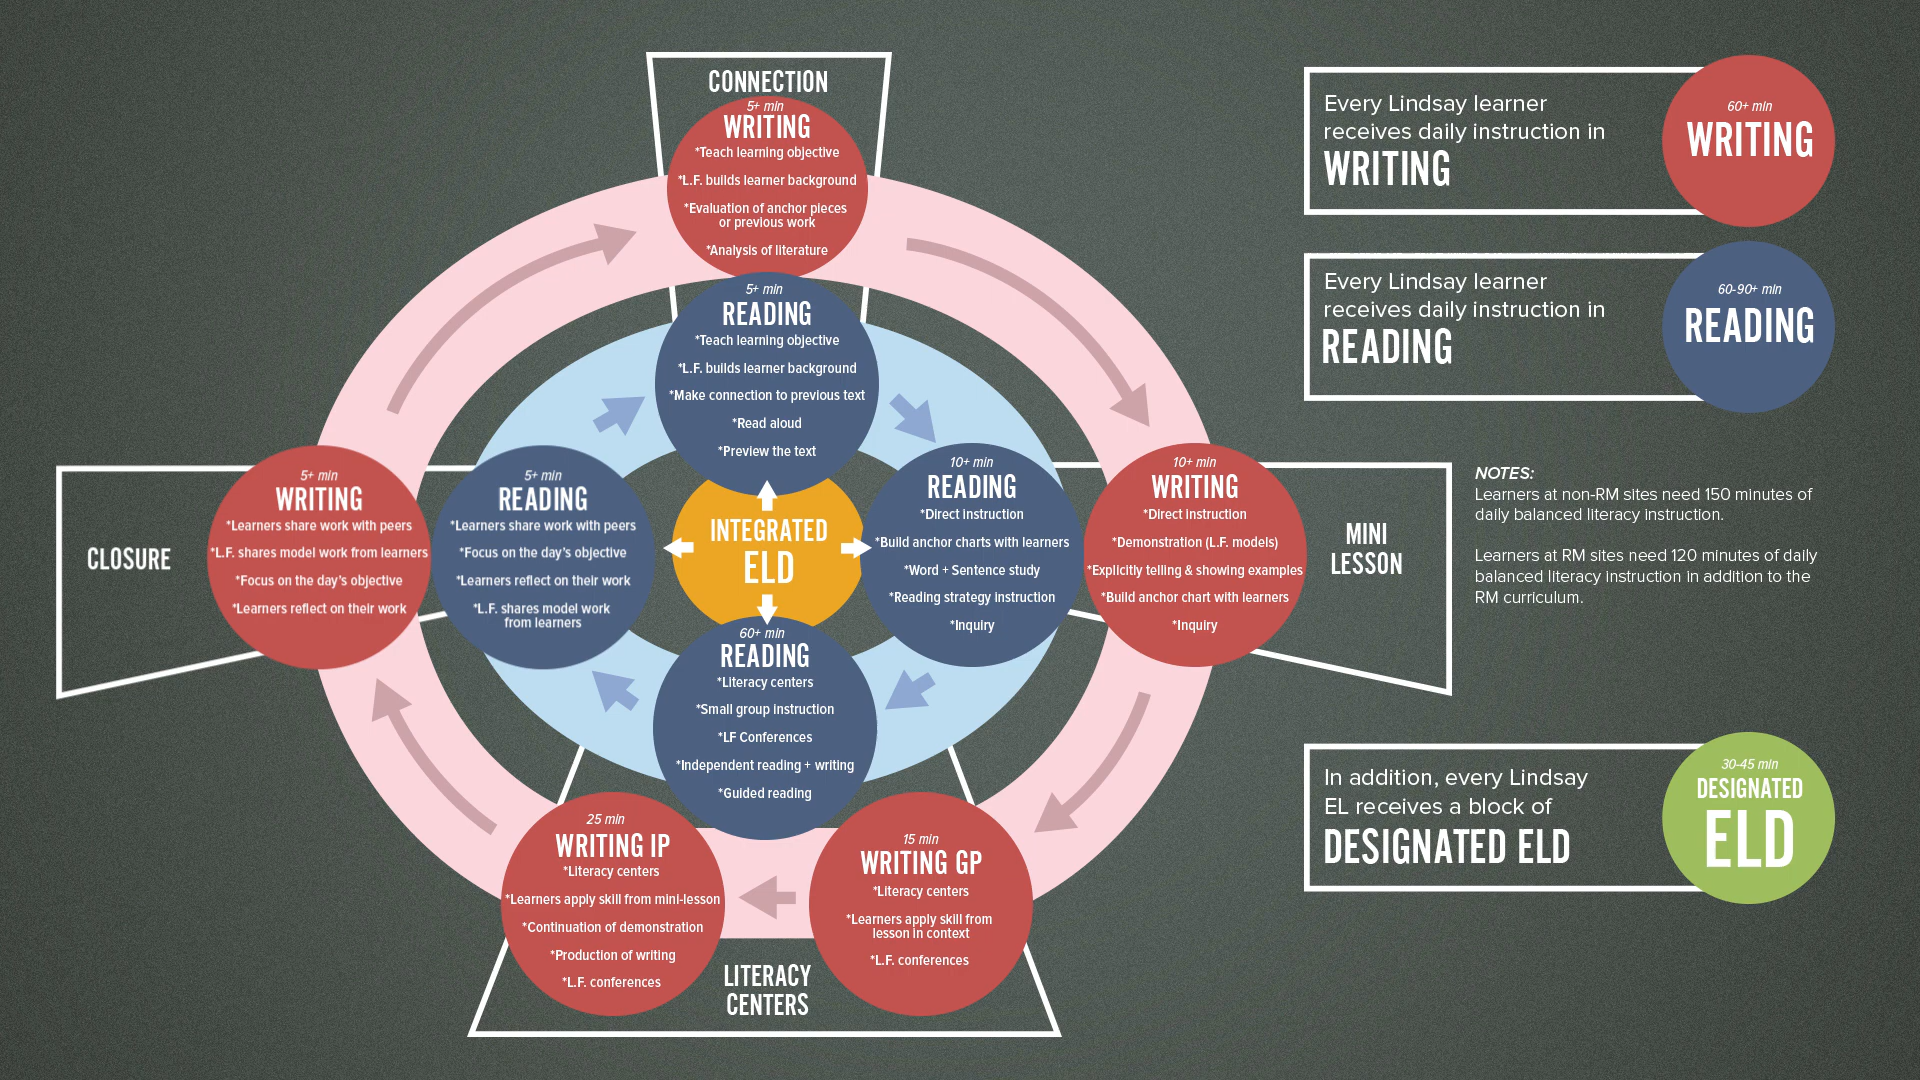 CONNECTION
5+ min
WRITING
*Teach learning objective
*L.F. builds learner background
*Evaluation of anchor pieces
or previous work
*Analysis of literature
5+ min
READING
*Teach learning objective
*L.F. builds learner background
*Make connection to previous text
*Read aloud
*Preview the text
CLOSURE
5+ min
WRITING
*Learners share work with peers
*L.F. shares model work from learners
*Focus on the day's objective
*Learners reflect on their work
5+ min
READING
*Learners share work with peers
*Focus on the day's objective
*Learners reflect on their work
*L.F. shares model work
from learners
INTEGRATED
ELD
10+ min
READING
*Direct instruction
*Build anchor charts with learners
*Word + Sentence study
*Reading strategy instruction
*Inquiry
10+ min
WRITING
*Direct instruction
*Demonstration (L.F. models)
*Explicitly telling & showing examples
*Build anchor chart with learners
*Inquiry
MINI
LESSON
60+ min
READING
*Literacy centers
*Small group instruction
*LF Conferences
*Independent reading + writing
*Guided reading
25 min
WRITING IP
*Literacy centers
*Learners apply skill from mini-lesson
*Continuation of demonstration
*Production of writing
*L.F. conferences
15 min
WRITING GP
*Literacy centers
*Learners apply skill from
lesson in context
*L.F. conferences
LITERACY
CENTERS
Every Lindsay learner
receives daily instruction in
WRITING
60+ min
WRITING
Every Lindsay learner
receives daily instruction in
READING
60-90+ min
READING
NOTES:
Learners at non-RM sites need 150 minutes of
daily balanced literacy instruction.
Learners at RM sites need 120 minutes of daily
balanced literacy instruction in addition to the
RM curriculum.
In addition, every Lindsay
EL receives a block of
DESIGNATED ELD
30-45 min
DESIGNATED
ELD